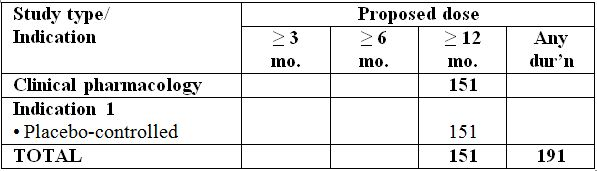 Study type/ Proposed dose
Indication ≥ 3 ≥ 6 ≥ 12 Any
mo. mo. mo. dur'n
Clinical pharmacology 151
Indication 1
• Placebo-controlled 151
TOTAL 151 191